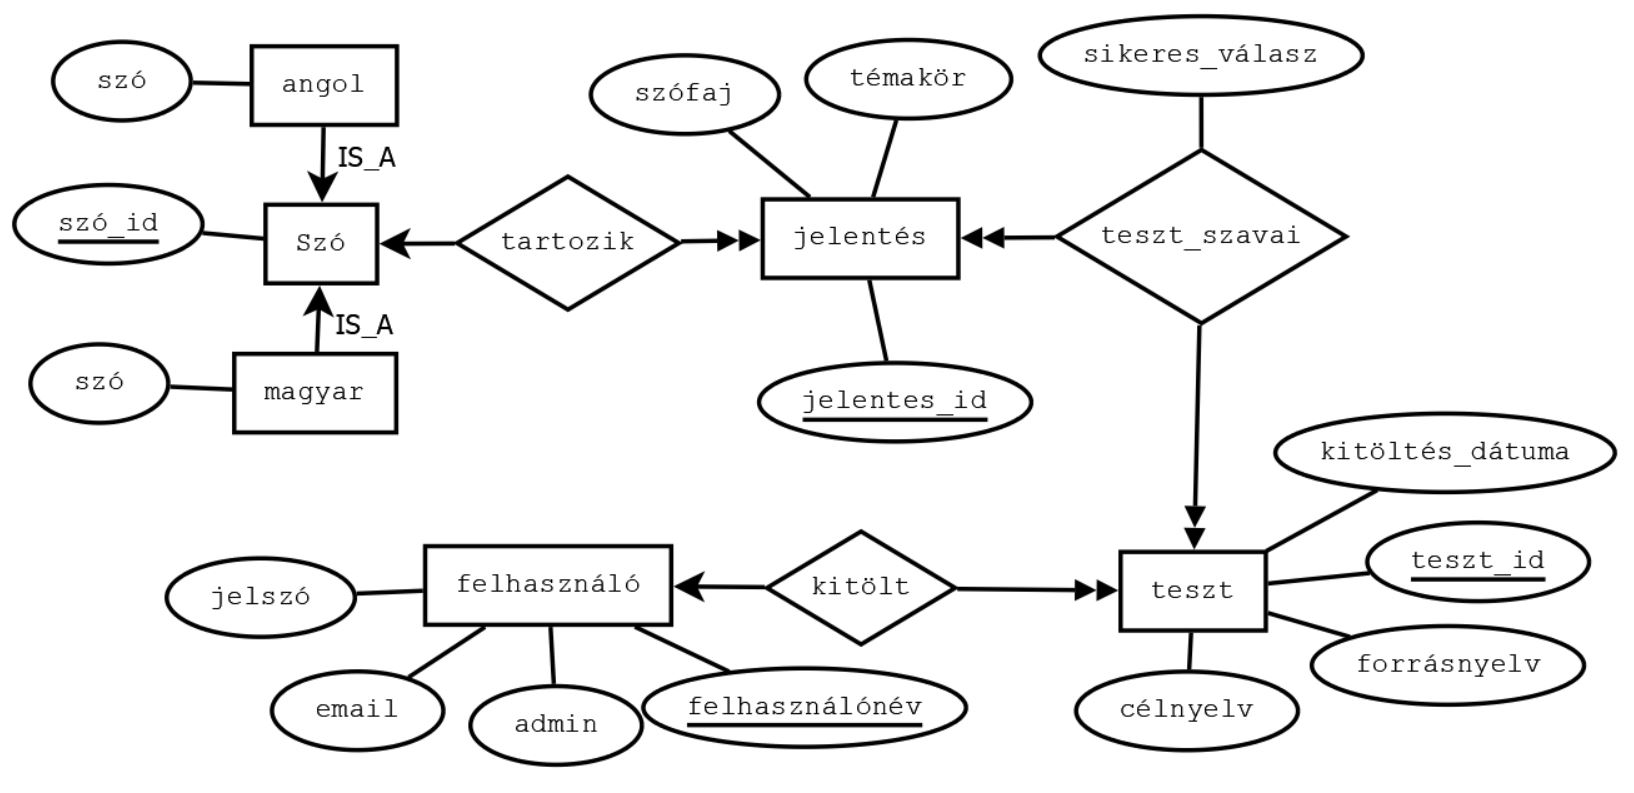 sikeres_válasz
szó
angol
szófaj
témakör
IS_A
szó_id
Szó
tartozik
jelentés
teszt_szavai
IS_A
szó
magyar
jelentes_id
kitöltés_dátuma
jelszó
felhasználó
kitölt
teszt
teszt_id
forrásnyelv
email
admin
felhasználónév
célnyelv